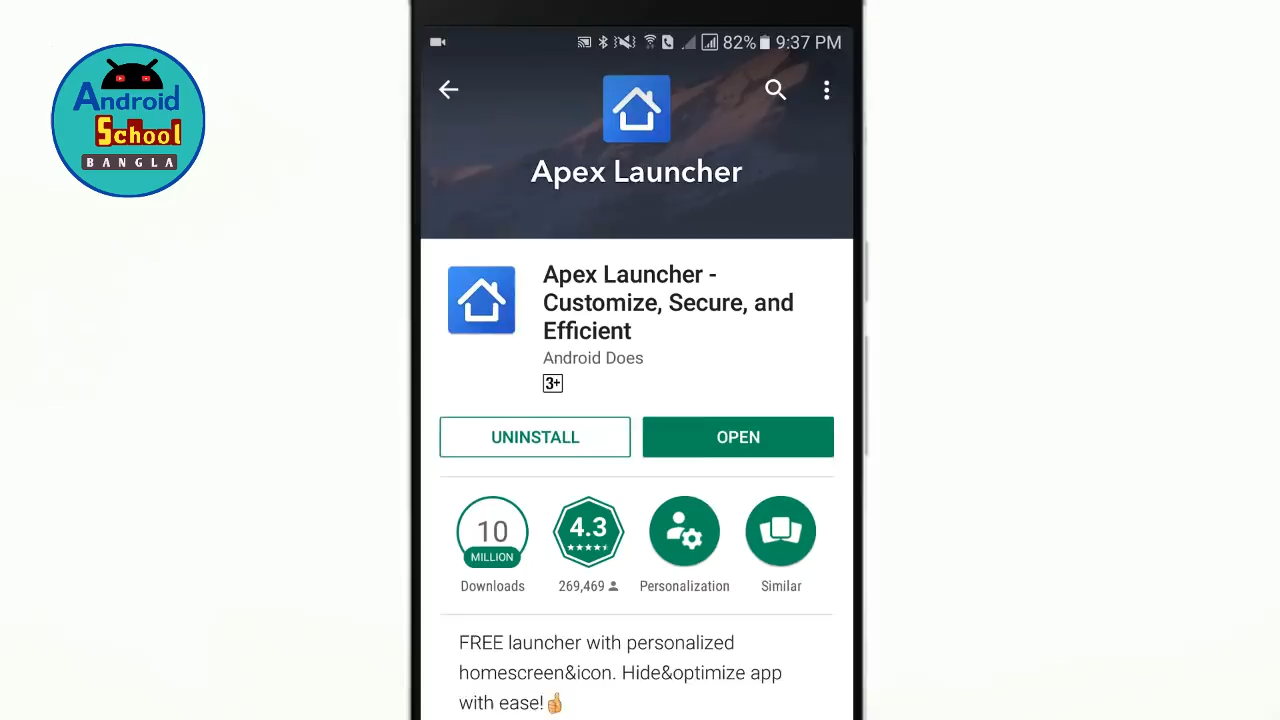 Android
School
BANGLA
82% 9:37 PM
Apex Launcher
Apex Launcher -
Customize, Secure, and
Efficient
Android Does
3+
UNINSTALL
OPEN
10
MILLION
Downloads
4.3
269,469
Personalization
Similar
FREE launcher with personalized
homescreen&icon. Hide&optimize app
with ease!👍